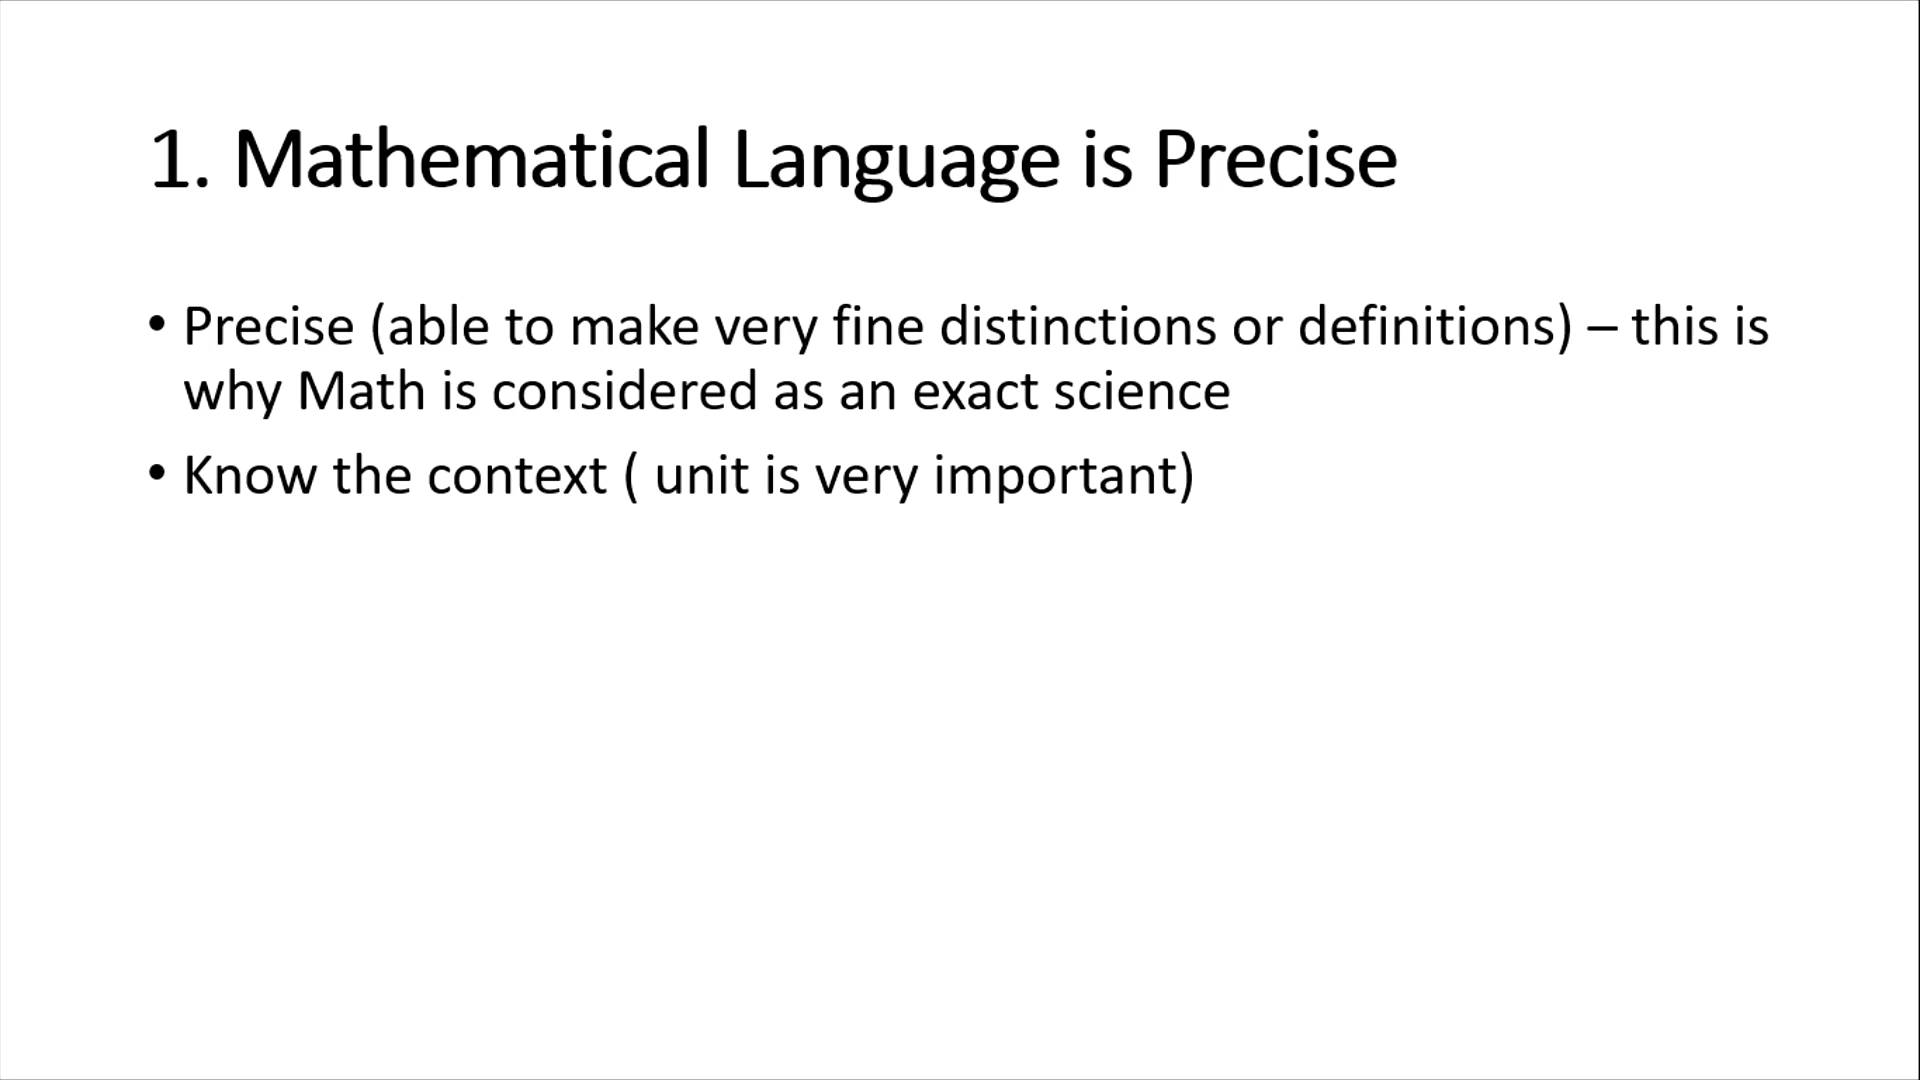 1. Mathematical Language is Precise
• Precise (able to make very fine distinctions or definitions) – this is
why Math is considered as an exact science
• Know the context ( unit is very important)